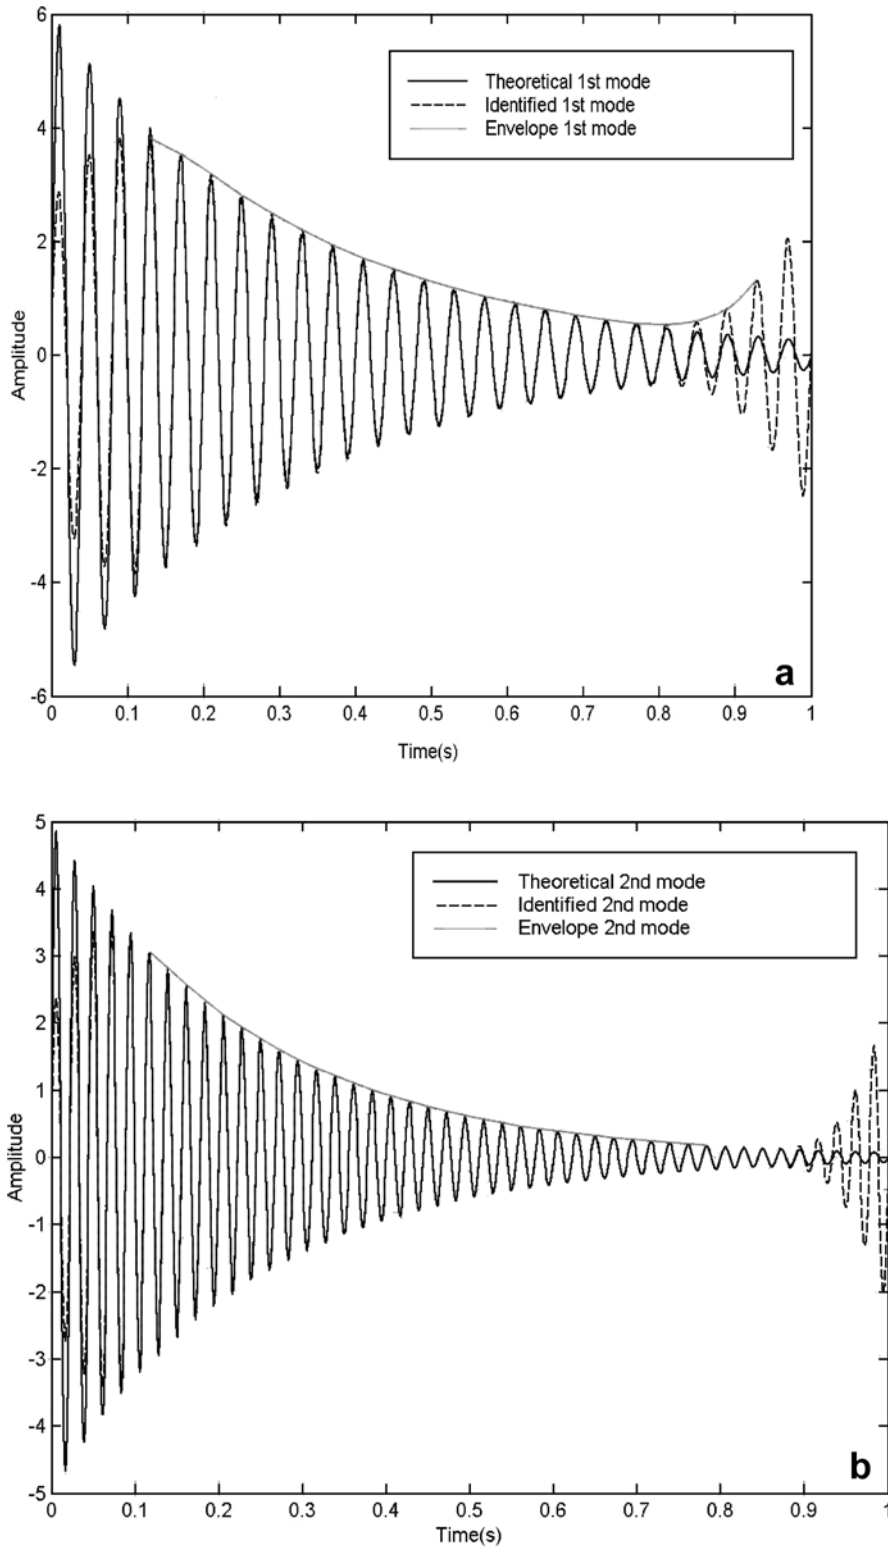 6
4
2
0
-2
-4
-6
Amplitude
Theoretical 1st mode
Identified 1st mode
Envelope 1st mode
a
0 0.1 0.2 0.3 0.4 0.5 0.6 0.7 0.8 0.9 1
Time(s)
5
4
3
2
1
0
-1
-2
-3
-4
-5
Amplitude
Theoretical 2nd mode
Identified 2nd mode
Envelope 2nd mode
b
0 0.1 0.2 0.3 0.4 0.5 0.6 0.7 0.8 0.9 1
Time(s)